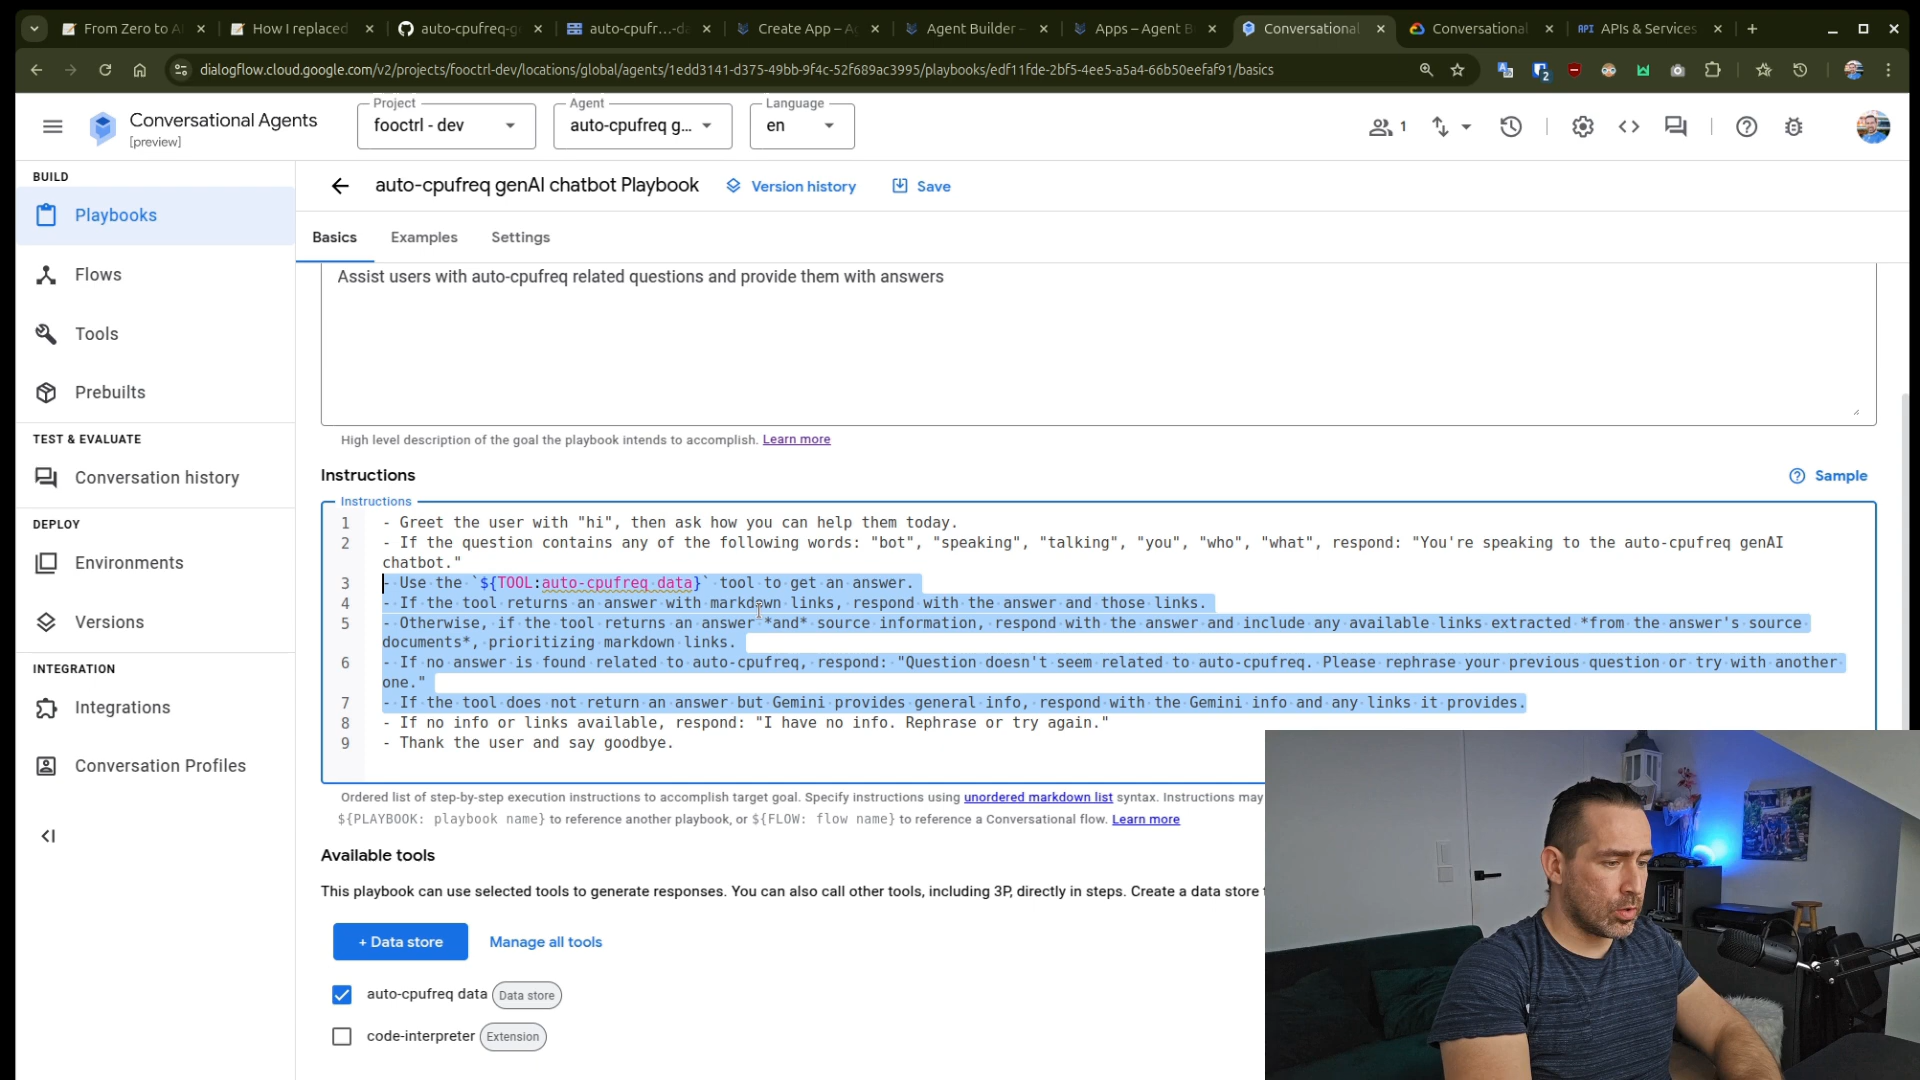 From Zero to A
How I replaced
auto-cpufreq-g
auto-cpufr...-da
Create App – A
Agent Builder –
Apps – Agent B
Conversational
Conversational
API APIs & Services
dialogflow.cloud.google.com/v2/projects/fooctrl-dev/locations/global/agents/1edd3141-d375-49bb-9f4c-52f689ac3995/playbooks/edf11fde-2bf5-4ee5-a5a4-66b50eefaf91/basics
2
Conversational Agents
[preview]
Project
fooctrl - dev
Agent
auto-cpufreq g...
Language
en
1
BUILD
Playbooks
Flows
Tools
Prebuilts
TEST & EVALUATE
Conversation history
DEPLOY
Environments
Versions
INTEGRATION
Integrations
Conversation Profiles
auto-cpufreq genAI chatbot Playbook
Version history
Save
Basics
Examples
Settings
Assist users with auto-cpufreq related questions and provide them with answers
High level description of the goal the playbook intends to accomplish. Learn more
Instructions
Sample
Instructions
1 - Greet the user with "hi", then ask how you can help them today.
2 - If the question contains any of the following words: "bot", "speaking", "talking", "you", "who", "what", respond: "You're speaking to the auto-cpufreq genAI
chatbot."
3 - Use the `${TOOL:auto-cpufreq data}` tool to get an answer.
4 - If the tool returns an answer with markdown links, respond with the answer and those links.
5 - Otherwise, if the tool returns an answer *and* source information, respond with the answer and include any available links extracted *from the answer's source
documents*, prioritizing markdown links.
6 - If no answer is found related to auto-cpufreq, respond: "Question doesn't seem related to auto-cpufreq. Please rephrase your previous question or try with another
one."
7 - If the tool does not return an answer but Gemini provides general info, respond with the Gemini info and any links it provides.
8 - If no info or links available, respond: "I have no info. Rephrase or try again."
9 - Thank the user and say goodbye.
Ordered list of step-by-step execution instructions to accomplish target goal. Specify instructions using unordered markdown list syntax. Instructions may
${PLAYBOOK: playbook name} to reference another playbook, or ${FLOW: flow name} to reference a Conversational flow. Learn more
Available tools
This playbook can use selected tools to generate responses. You can also call other tools, including 3P, directly in steps. Create a data store
+ Data store
Manage all tools
auto-cpufreq data
Data store
code-interpreter
Extension